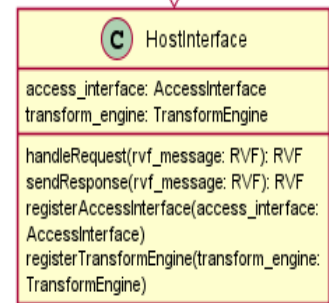 C HostInterface
access_interface: AccessInterface
transform_engine: TransformEngine
handleRequest(rvf_message: RVF): RVF
sendResponse(rvf_message: RVF): RVF
registerAccessInterface(access_interface:
AccessInterface)
registerTransformEngine(transform_engine:
TransformEngine)